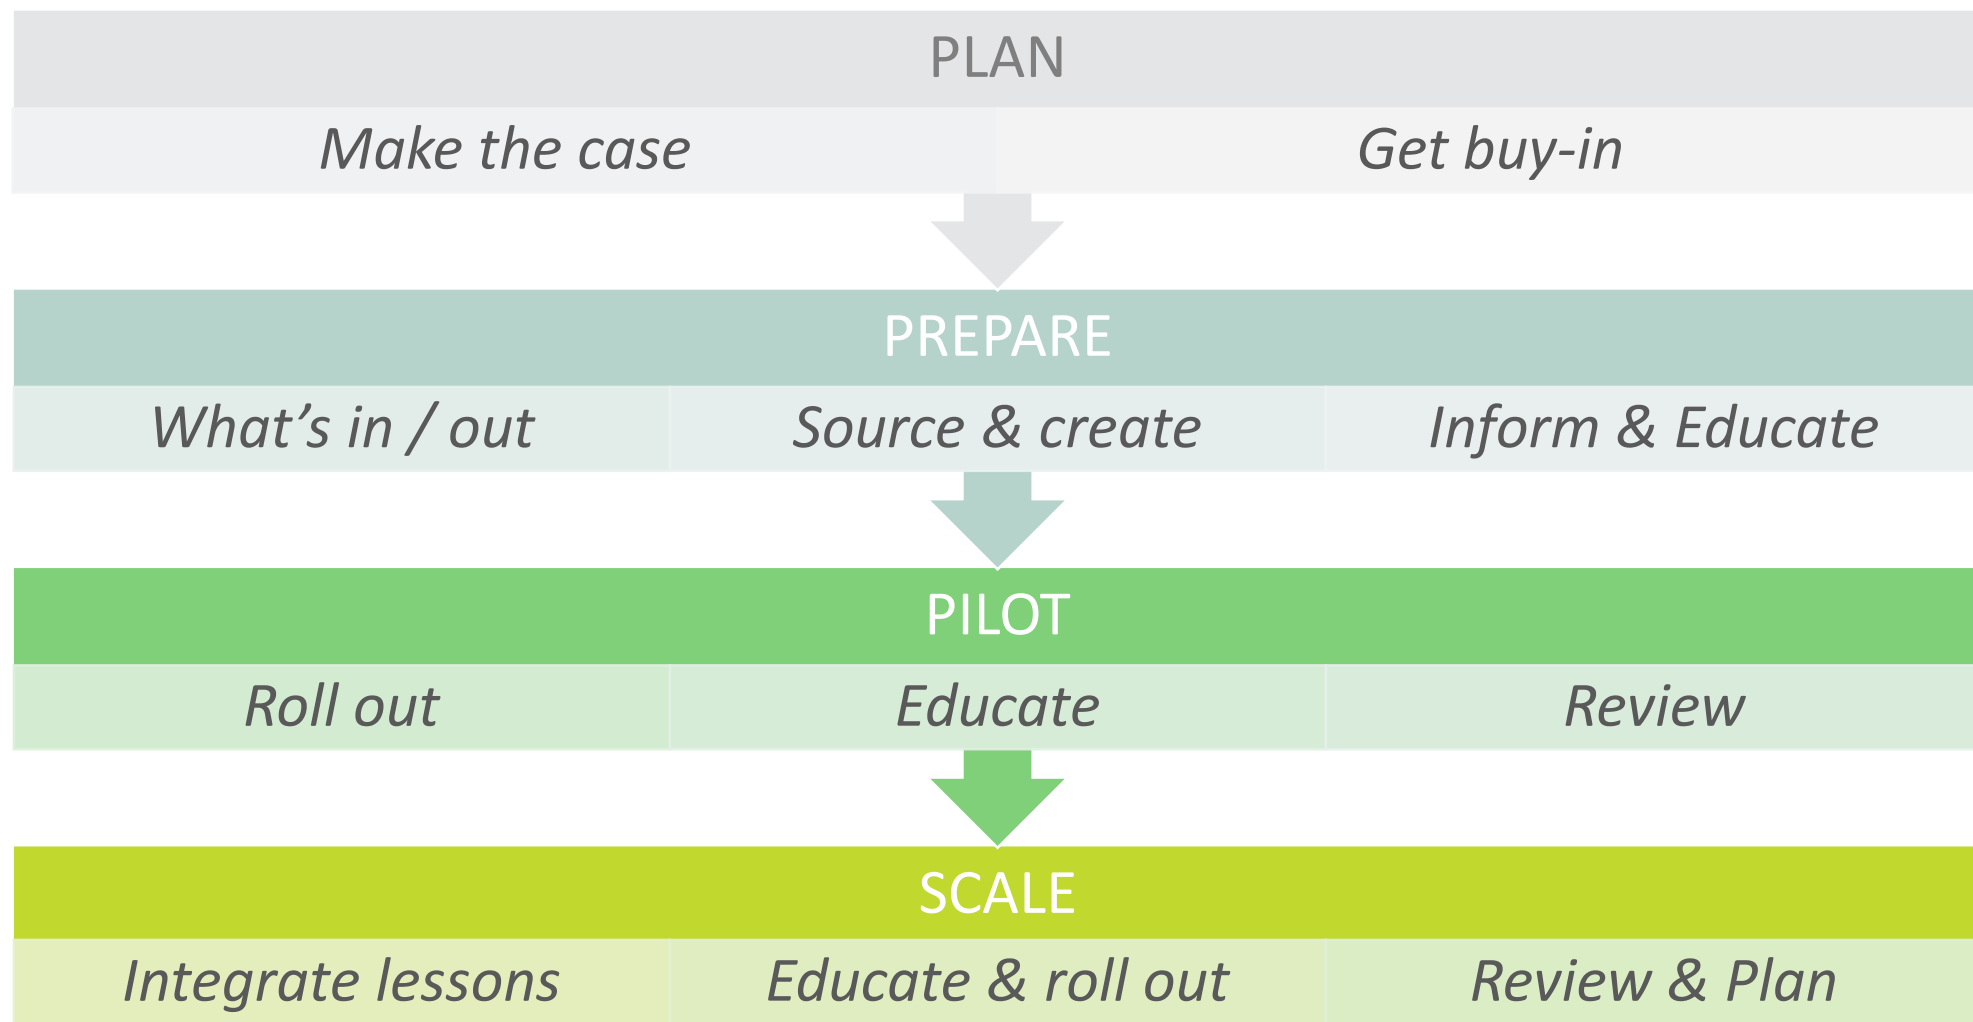 PLAN
Make the case
Get buy-in
PREPARE
What’s in / out
Source & create
Inform & Educate
PILOT
Roll out
Educate
Review
SCALE
Integrate lessons
Educate & roll out
Review & Plan